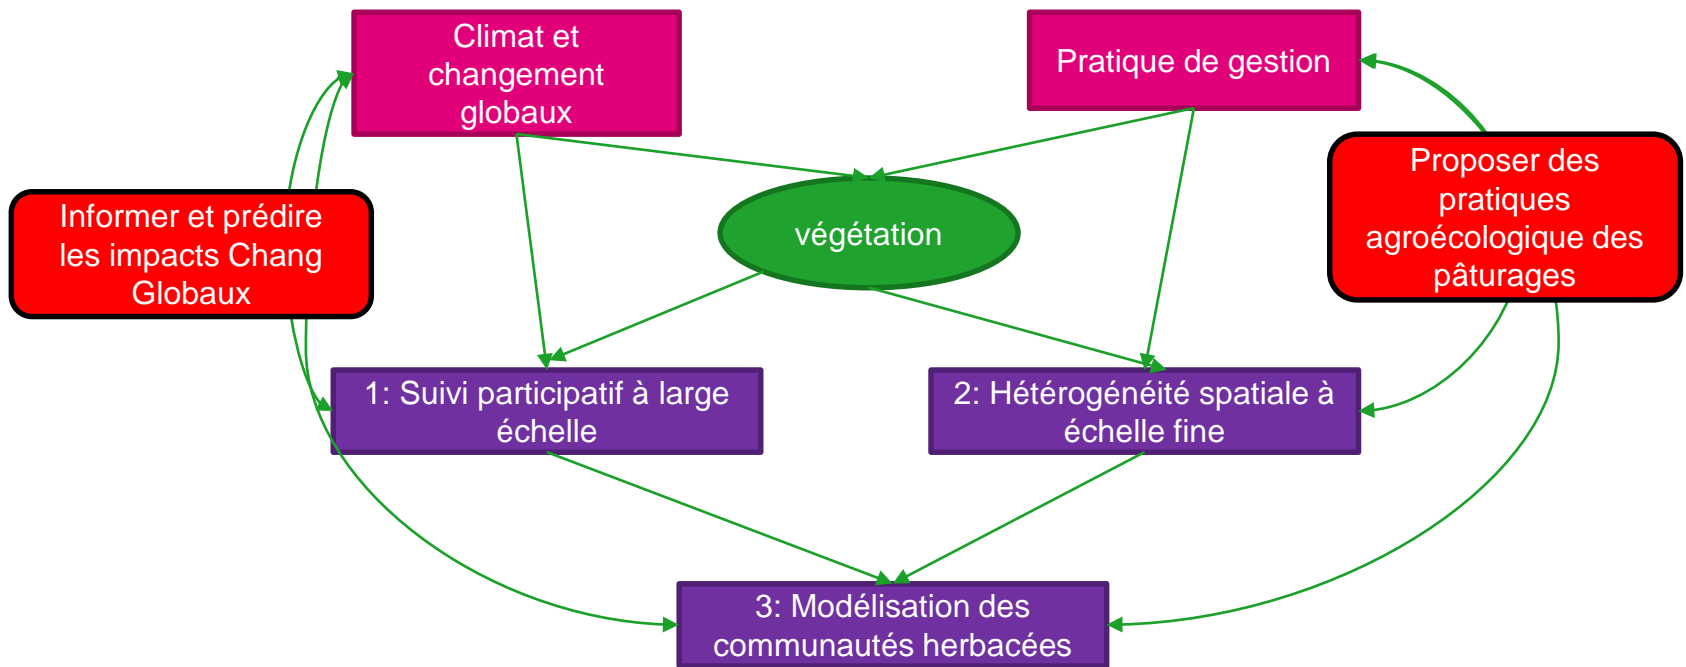 Climat et
changement
globaux
Pratique de gestion
Informer et prédire
les impacts Chang
Globaux
végétation
Proposer des
pratiques
agroécologique des
pâturages
1: Suivi participatif à large
échelle
2: Hétérogénéité spatiale à
échelle fine
3: Modélisation des
communautés herbacées